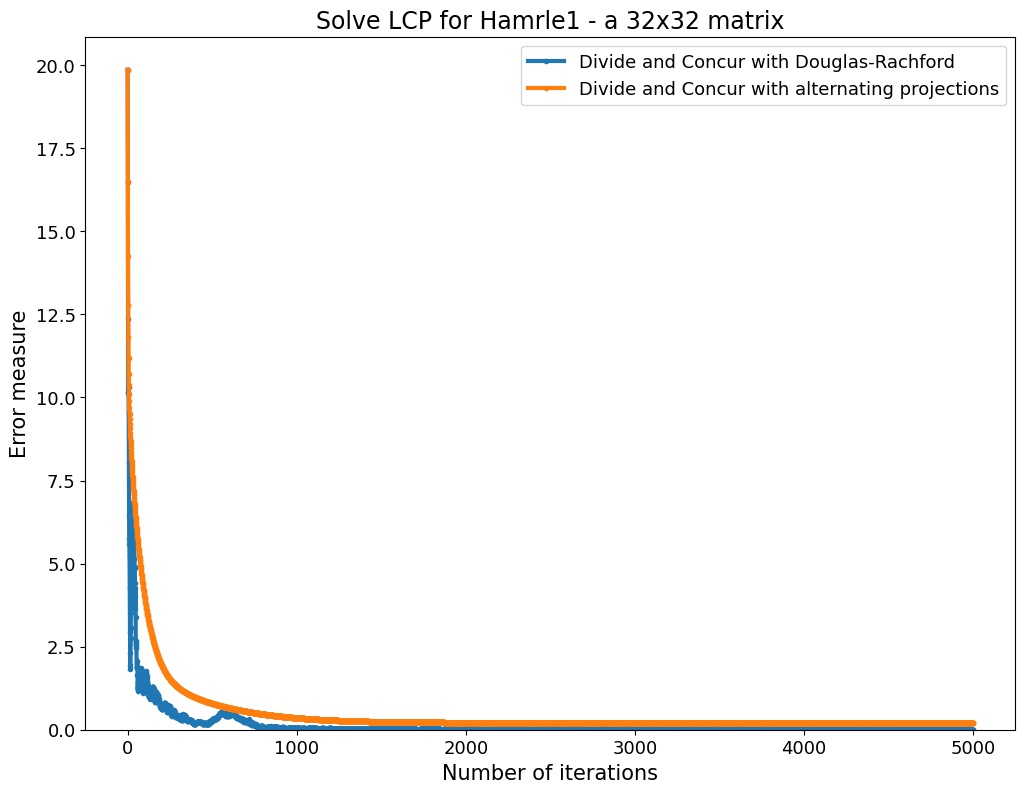 Solve LCP for Hamrle1 - a 32x32 matrix
Divide and Concur with Douglas-Rachford
Divide and Concur with alternating projections
Error measure
20.0
17.5
15.0
12.5
10.0
7.5
5.0
2.5
0.0
0 1000 2000 3000 4000 5000
Number of iterations